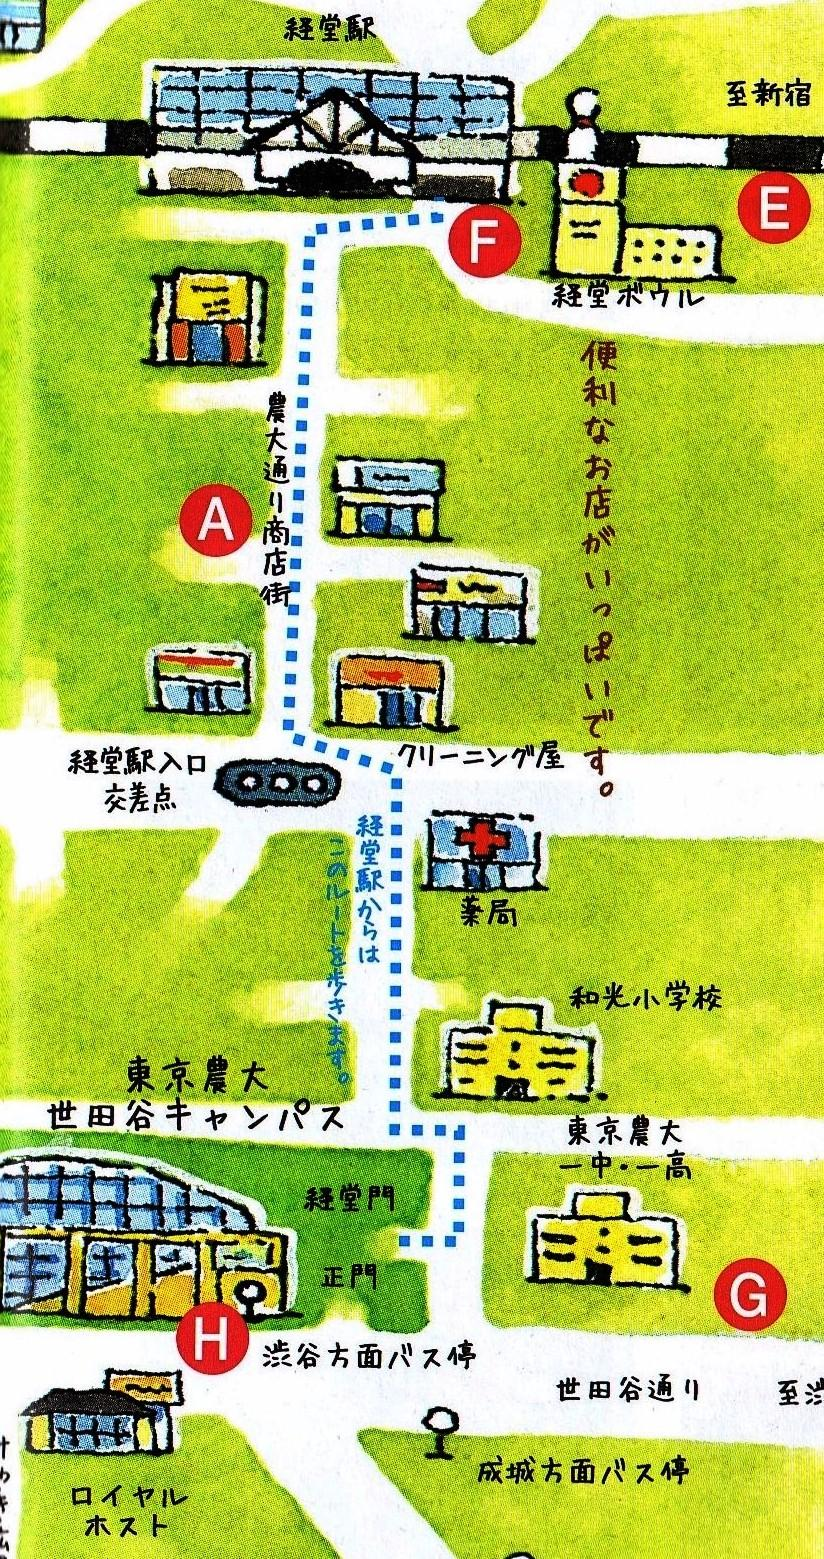 経堂駅
至新宿
E
F
経堂ボウル
便利なお店がいっぱいです。
農大通り商店街
A
クリーニング屋
経堂駅入口
交差点
経堂駅からは
このルートを歩きます。
薬局
和光小学校
東京農大
世田谷キャンパス
東京農大
一中・一高
経堂門
正門
G
H
渋谷方面バス停
世田谷通り
至渋
成城方面バス停
ロイヤル
ホスト